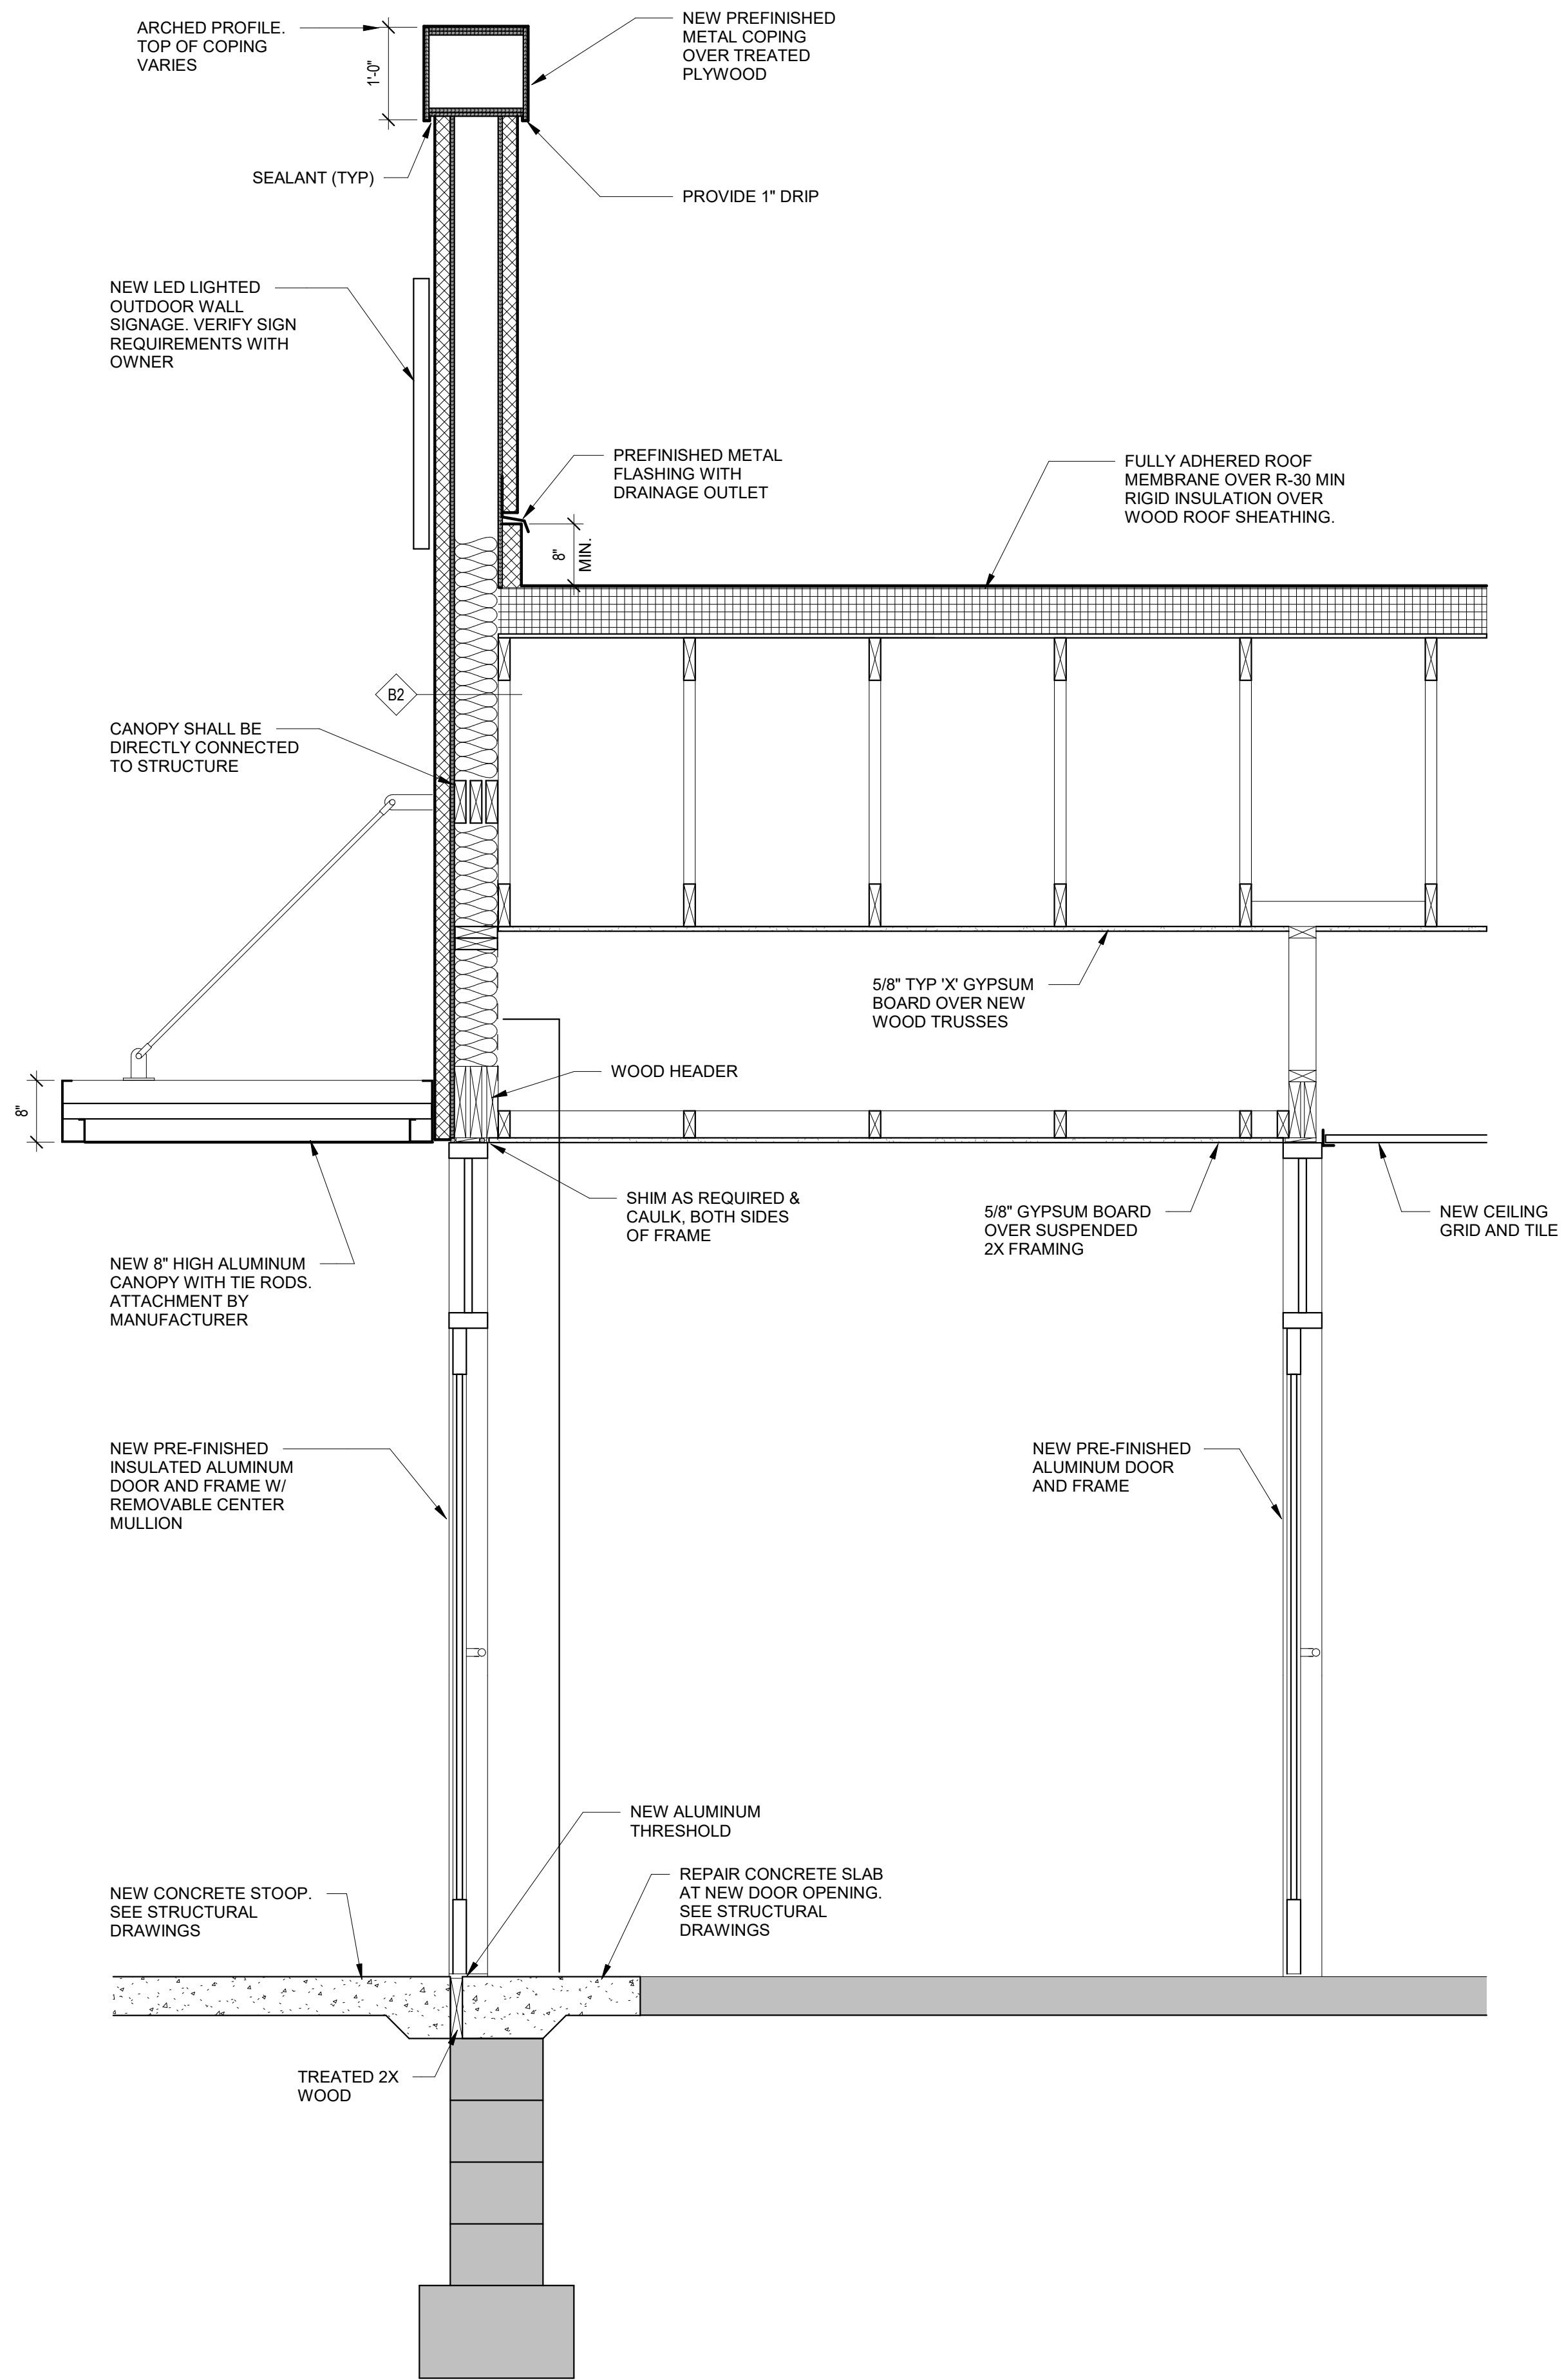 ARCHED PROFILE.
TOP OF COPING
VARIES
1'-0"
NEW PREFINISHED
METAL COPING
OVER TREATED
PLYWOOD
SEALANT (TYP)
PROVIDE 1" DRIP
NEW LED LIGHTED
OUTDOOR WALL
SIGNAGE. VERIFY SIGN
REQUIREMENTS WITH
OWNER
PREFINISHED METAL
FLASHING WITH
DRAINAGE OUTLET
FULLY ADHERED ROOF
MEMBRANE OVER R-30 MIN
RIGID INSULATION OVER
WOOD ROOF SHEATHING.
8"
MIN.
B2
CANOPY SHALL BE
DIRECTLY CONNECTED
TO STRUCTURE
5/8" TYP 'X' GYPSUM
BOARD OVER NEW
WOOD TRUSSES
WOOD HEADER
8"
SHIM AS REQUIRED &
CAULK, BOTH SIDES
OF FRAME
5/8" GYPSUM BOARD
OVER SUSPENDED
2X FRAMING
NEW CEILING
GRID AND TILE
NEW 8" HIGH ALUMINUM
CANOPY WITH TIE RODS.
ATTACHMENT BY
MANUFACTURER
NEW PRE-FINISHED
INSULATED ALUMINUM
DOOR AND FRAME W/
REMOVABLE CENTER
MULLION
NEW PRE-FINISHED
ALUMINUM DOOR
AND FRAME
NEW ALUMINUM
THRESHOLD
NEW CONCRETE STOOP.
SEE STRUCTURAL
DRAWINGS
REPAIR CONCRETE SLAB
AT NEW DOOR OPENING.
SEE STRUCTURAL
DRAWINGS
TREATED 2X
WOOD